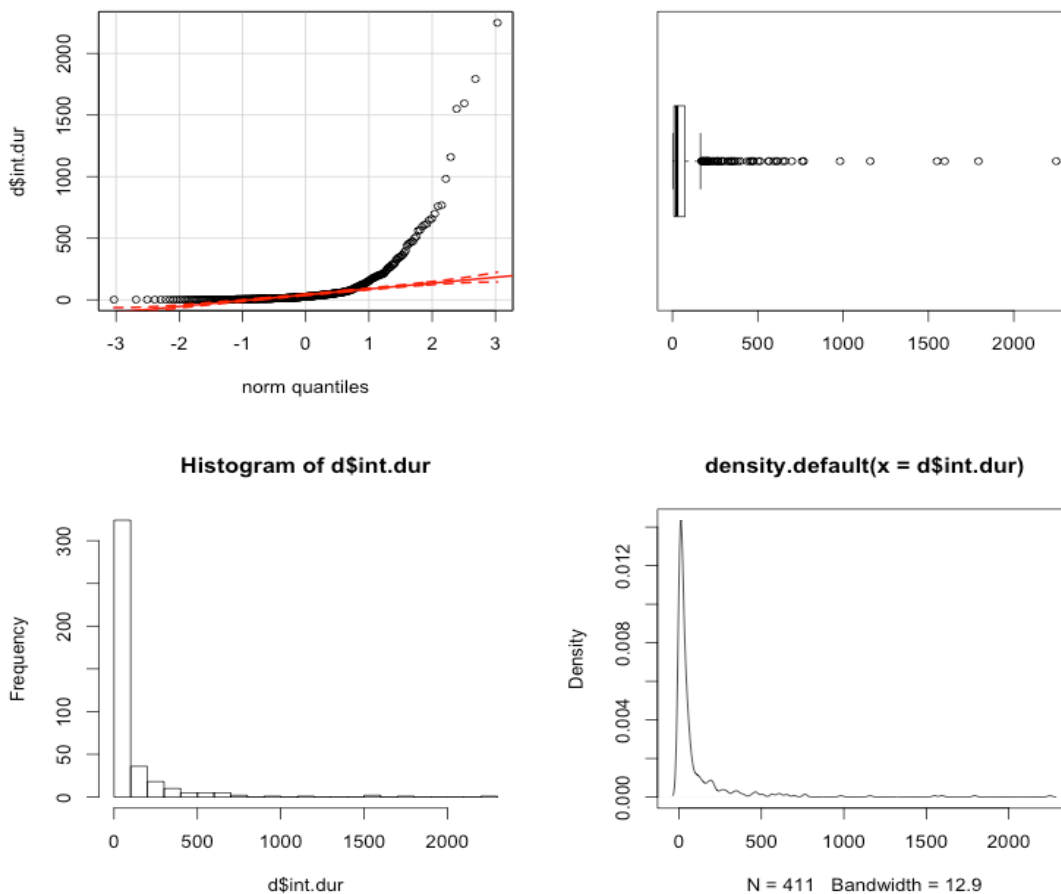 2000
1500
1000
500
0
d$int.dur
-3 -2 -1 0 1 2 3
norm quantiles
0 500 1000 1500 2000
Histogram of d$int.dur
300
200
100
50
0
Frequency
0 500 1000 1500 2000
d$int.dur
density.default(x = d$int.dur)
0.012
0.008
0.004
0.000
Density
0 500 1000 1500 2000
N = 411 Bandwidth = 12.9